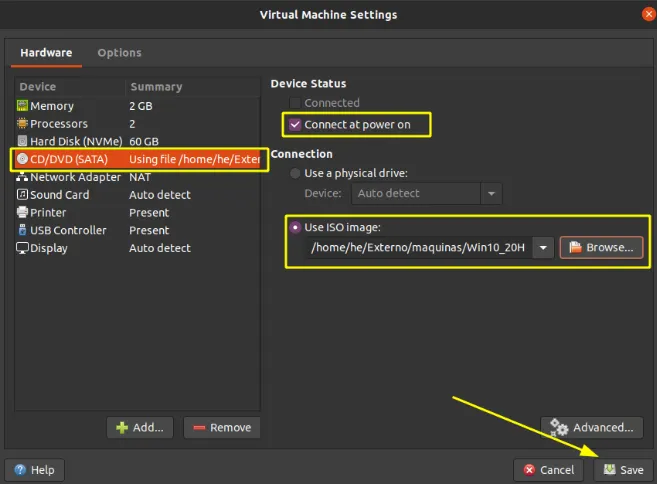 Virtual Machine Settings
Hardware Options
Device Summary
Memory 2 GB
Processors 2
Hard Disk (NVMe) 60 GB
CD/DVD (SATA) Using file /home/he/Exter
Network Adapter NAT
Sound Card Auto detect
Printer Present
USB Controller Present
Display Auto detect
Add... Remove
Device Status
Connected
Connect at power on
Connection
Use a physical drive:
Device: Auto detect
Use ISO image:
/home/he/Externo/maquinas/Win10_20H Browse...
Advanced...
Help Cancel Save